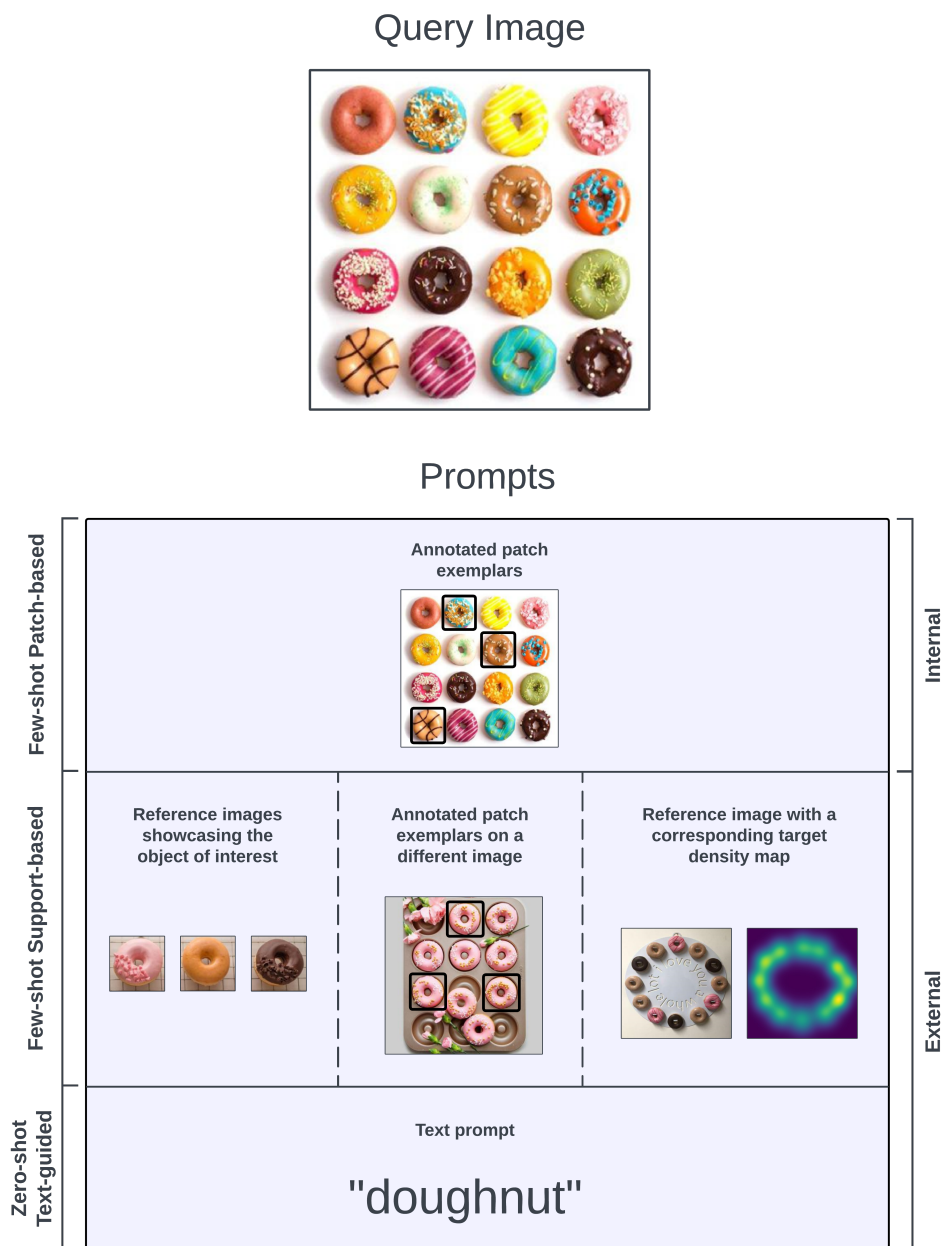 Query Image
Prompts
Few-shot Patch-based
Annotated patch
exemplars
Internal
Few-shot Support-based
Reference images
showcasing the
object of interest
Annotated patch
exemplars on a
different image
Reference image with a
corresponding target
density map
External
Zero-shot
Text-guided
Text prompt
"doughnut"